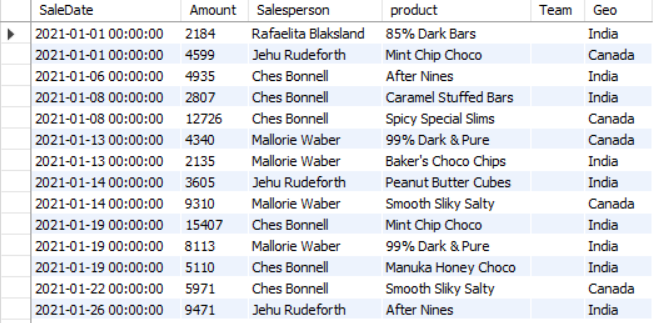 SaleDate Amount Salesperson product Team Geo
2021-01-01 00:00:00 2184 Rafaelita Blaksland 85% Dark Bars India
2021-01-01 00:00:00 4599 Jehu Rudeforth Mint Chip Choco Canada
2021-01-06 00:00:00 4935 Ches Bonnell After Nines India
2021-01-08 00:00:00 2807 Ches Bonnell Caramel Stuffed Bars India
2021-01-08 00:00:00 12726 Ches Bonnell Spicy Special Slims Canada
2021-01-13 00:00:00 4340 Mallorie Waber 99% Dark & Pure Canada
2021-01-13 00:00:00 2135 Mallorie Waber Baker's Choco Chips India
2021-01-14 00:00:00 3605 Jehu Rudeforth Peanut Butter Cubes India
2021-01-14 00:00:00 9310 Mallorie Waber Smooth Sliky Salty Canada
2021-01-19 00:00:00 15407 Ches Bonnell Mint Chip Choco India
2021-01-19 00:00:00 8113 Mallorie Waber 99% Dark & Pure India
2021-01-19 00:00:00 5110 Ches Bonnell Manuka Honey Choco India
2021-01-22 00:00:00 5971 Ches Bonnell Smooth Sliky Salty Canada
2021-01-26 00:00:00 9471 Jehu Rudeforth After Nines India